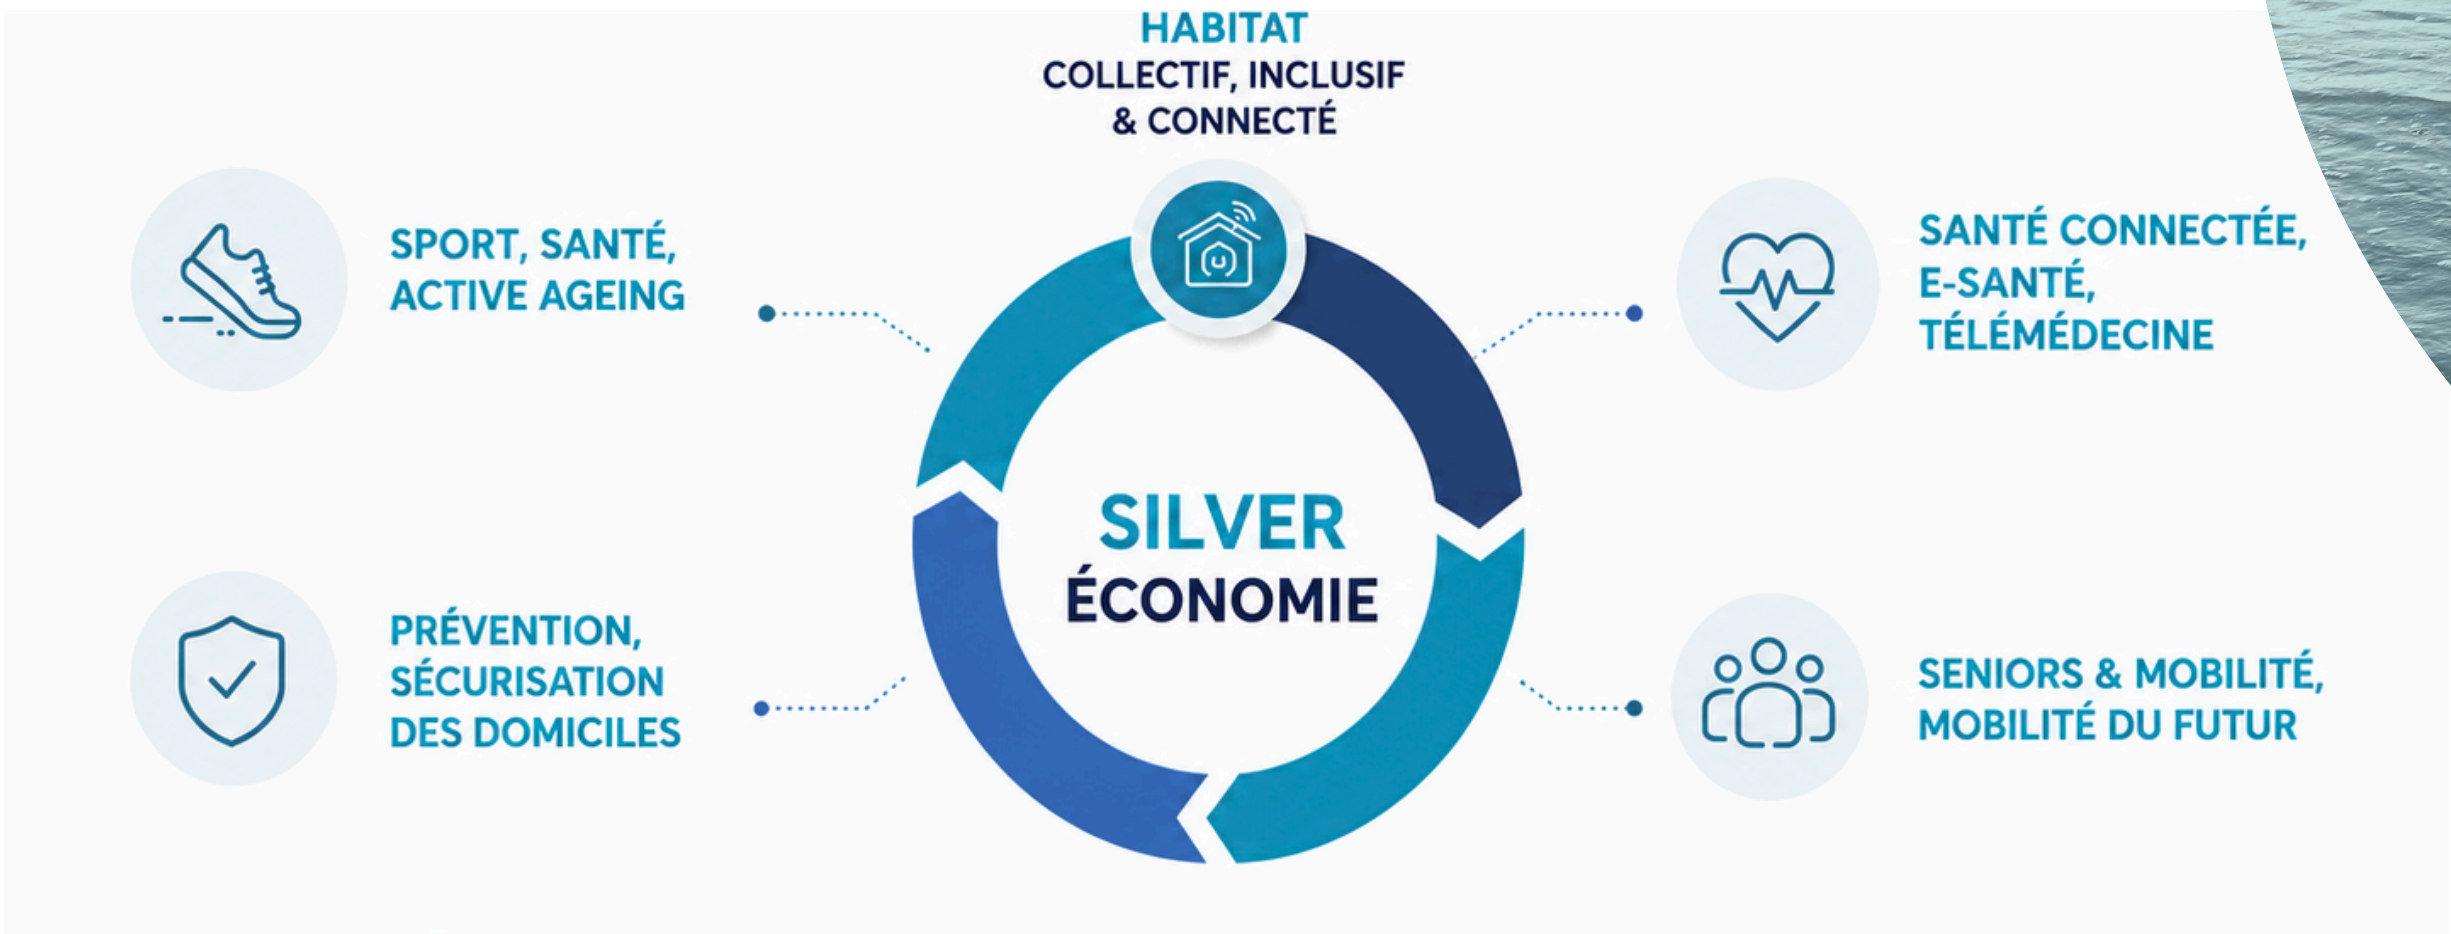 HABITAT
COLLECTIF, INCLUSIF
& CONNECTÉ
SPORT, SANTÉ,
ACTIVE AGEING
SANTÉ CONNECTÉE,
E-SANTÉ,
TÉLÉMÉDECINE
SILVER
ÉCONOMIE
PRÉVENTION,
SÉCURISATION
DES DOMICILES
SENIORS & MOBILITÉ,
MOBILITÉ DU FUTUR